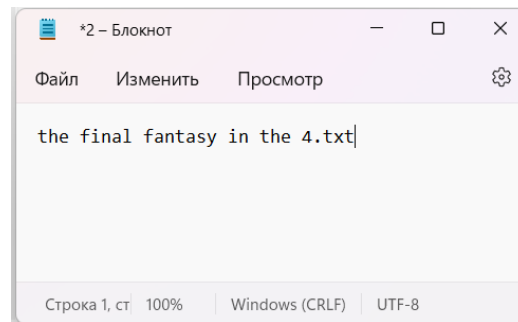 *2 – Блокнот
Файл Изменить Просмотр
the final fantasy in the 4.txt
Строка 1, ст 100% Windows (CRLF) UTF-8